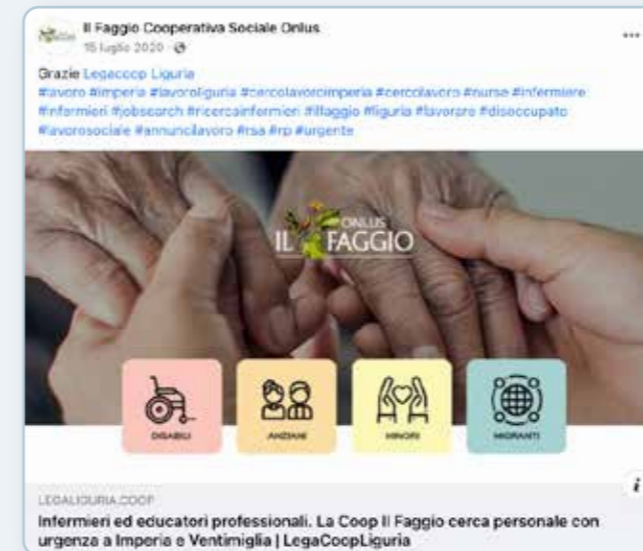 Il Faggio Cooperativa Sociale Onlus
15 luglio 2020 ·
Grazie Legacoop Liguria
#lavoro #imperia #lavoroliguria #cercolavoroimperia #cercolavoro #nurse #infermiere
#infermieri #jobsearch #ricercainfermieri #ilfaggio #liguria #lavorare #disoccupato
#lavorosociale #annuncilavoro #rsa #rp #urgente
ONLUS
IL FAGGIO
DISABILI
ANZIANI
MINORI
MIGRANTI
LEGALIGURIA.COOP
Infermieri ed educatori professionali. La Coop Il Faggio cerca personale con
urgenza a Imperia e Ventimiglia | LegaCoopLiguria